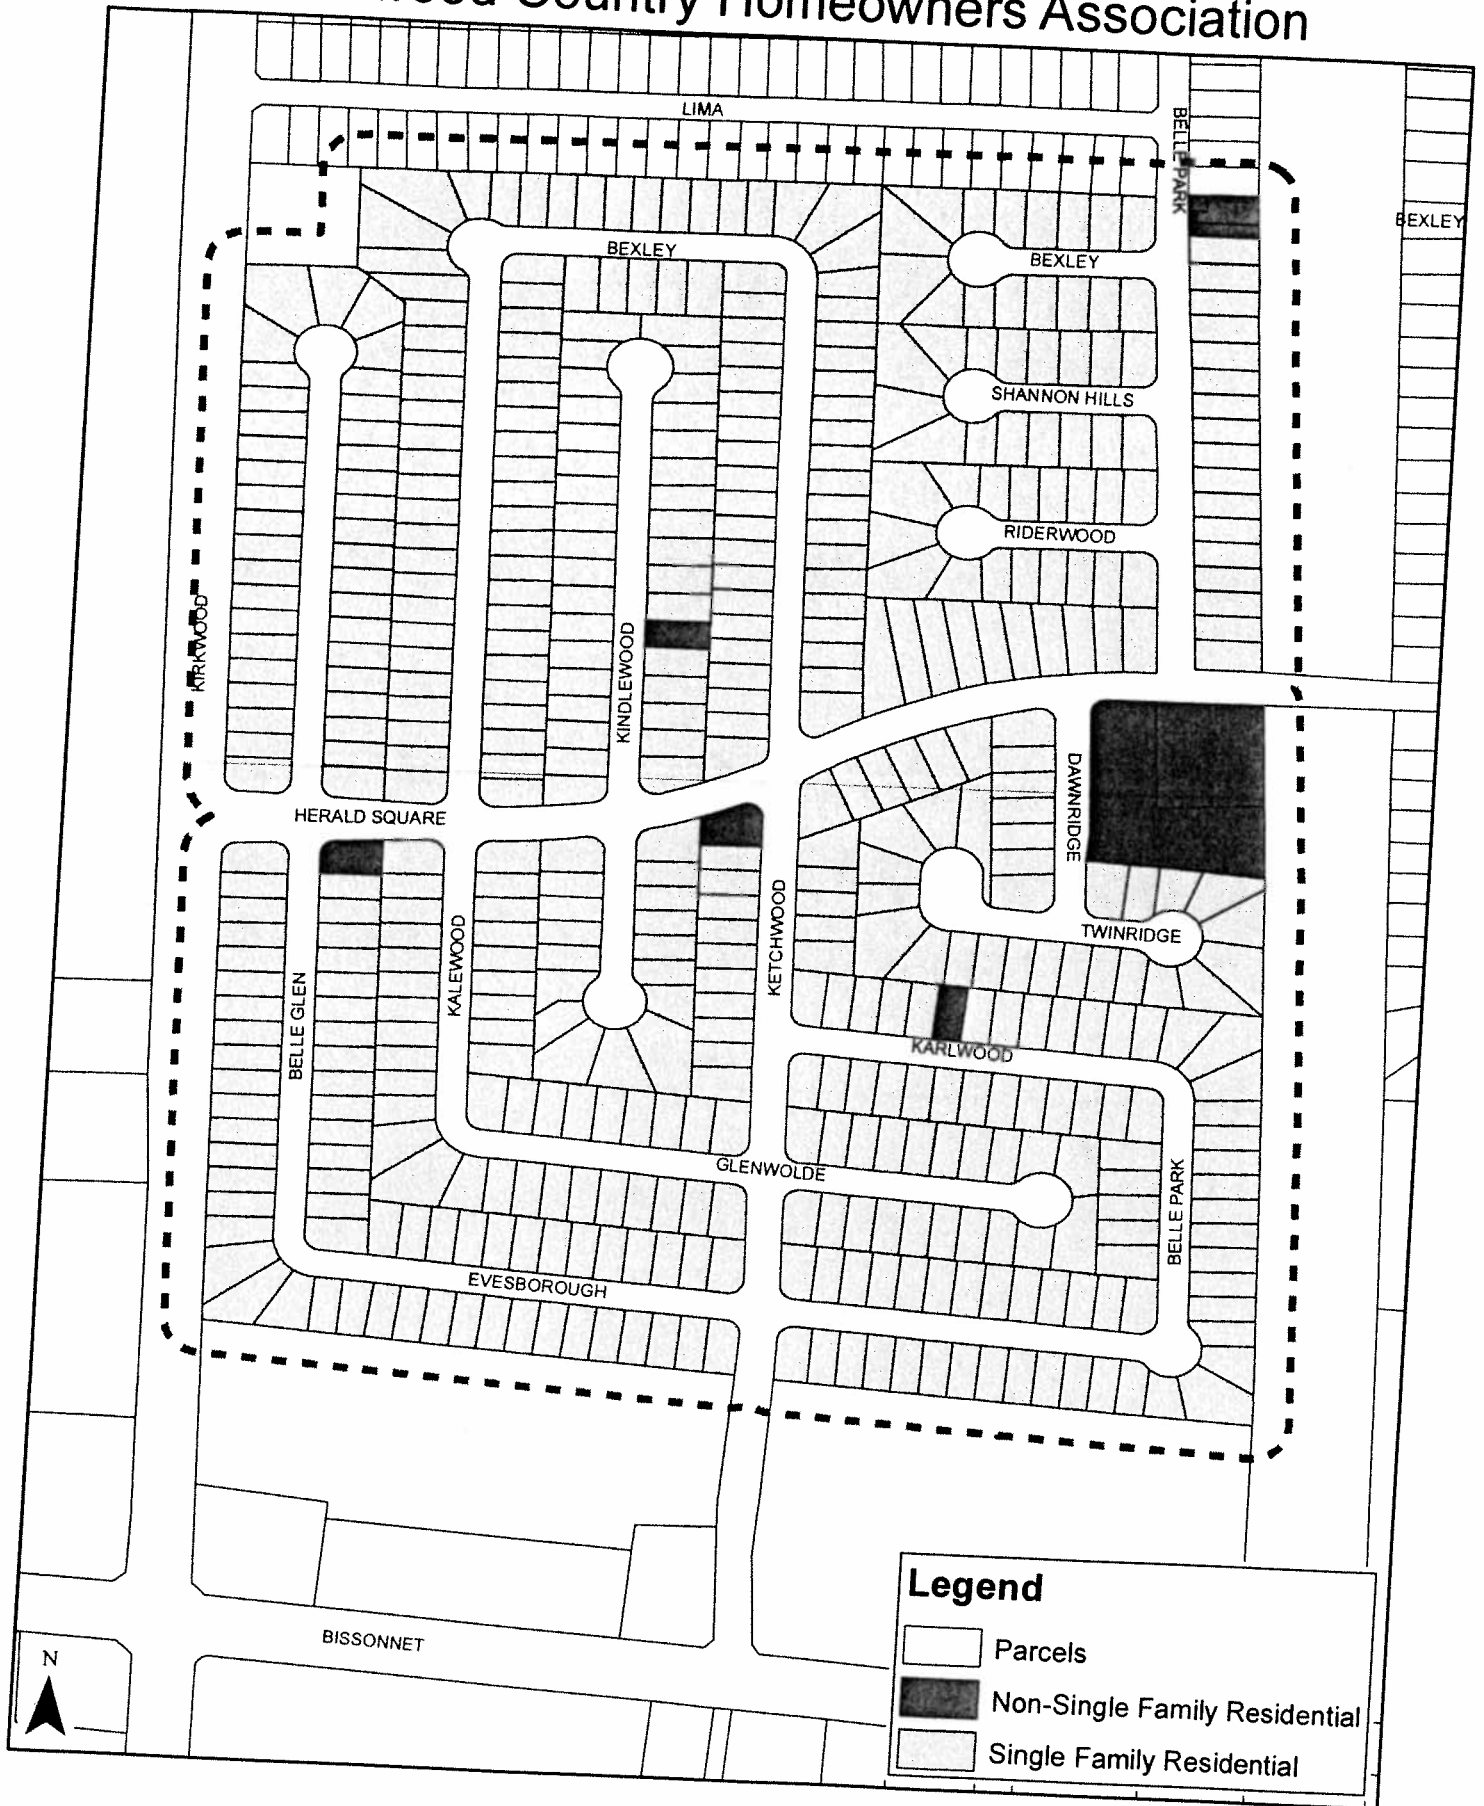 Country Homeowners Association
LIMA
BELLE PARK
BEXLEY
BEXLEY
BEXLEY
SHANNON HILLS
RIDERWOOD
KIRKWOOD
KINDLEWOOD
DAWNRIDGE
HERALD SQUARE
KETCHWOOD
KALEWOOD
TWINRIDGE
BELLE GLEN
KARLWOOD
GLENWOLDE
BELLE PARK
EVESBOROUGH
BISSONNET
N
Legend
Parcels
Non-Single Family Residential
Single Family Residential